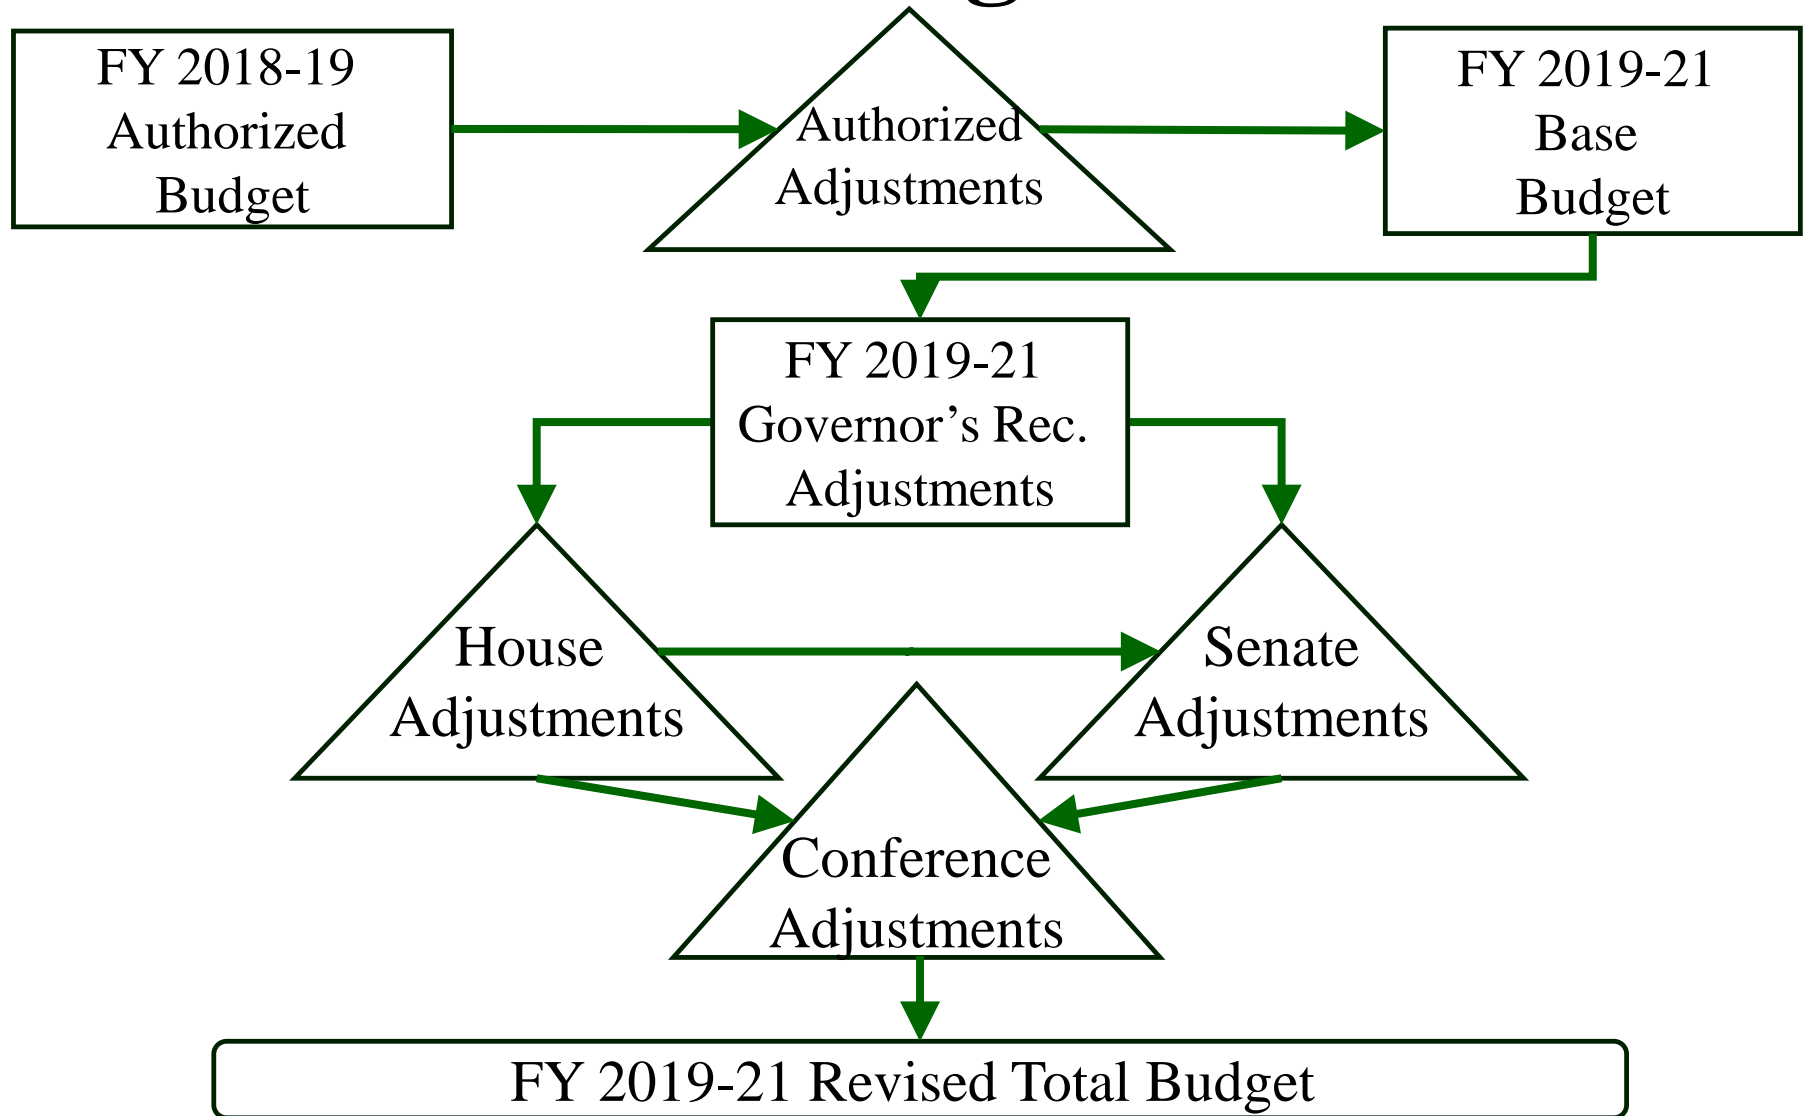 FY 2018-19
Authorized
Budget
Authorized
Adjustments
FY 2019-21
Base
Budget
FY 2019-21
Governor’s Rec.
Adjustments
House
Adjustments
Senate
Adjustments
Conference
Adjustments
FY 2019-21 Revised Total Budget